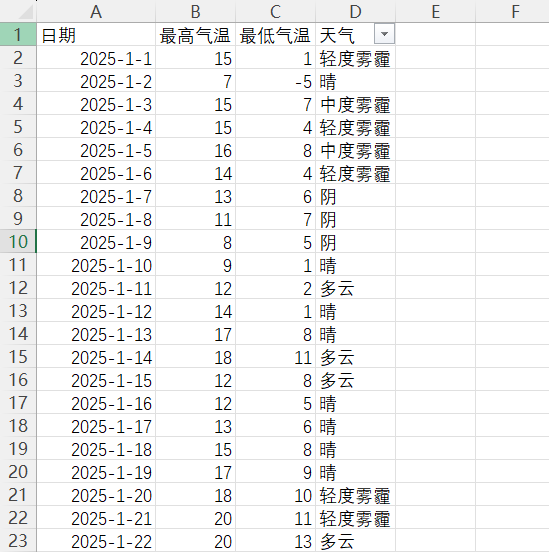 A B C D E F
1 日期 最高气温 最低气温 天气
2 2025-1-1 15 1 轻度雾霾
3 2025-1-2 7 -5 晴
4 2025-1-3 15 7 中度雾霾
5 2025-1-4 15 4 轻度雾霾
6 2025-1-5 16 8 中度雾霾
7 2025-1-6 14 4 轻度雾霾
8 2025-1-7 13 6 阴
9 2025-1-8 11 7 阴
10 2025-1-9 8 5 阴
11 2025-1-10 9 1 晴
12 2025-1-11 12 2 多云
13 2025-1-12 14 1 晴
14 2025-1-13 17 8 晴
15 2025-1-14 18 11 多云
16 2025-1-15 12 8 多云
17 2025-1-16 12 5 晴
18 2025-1-17 13 6 晴
19 2025-1-18 15 8 晴
20 2025-1-19 17 9 晴
21 2025-1-20 18 10 轻度雾霾
22 2025-1-21 20 11 轻度雾霾
23 2025-1-22 20 13 多云